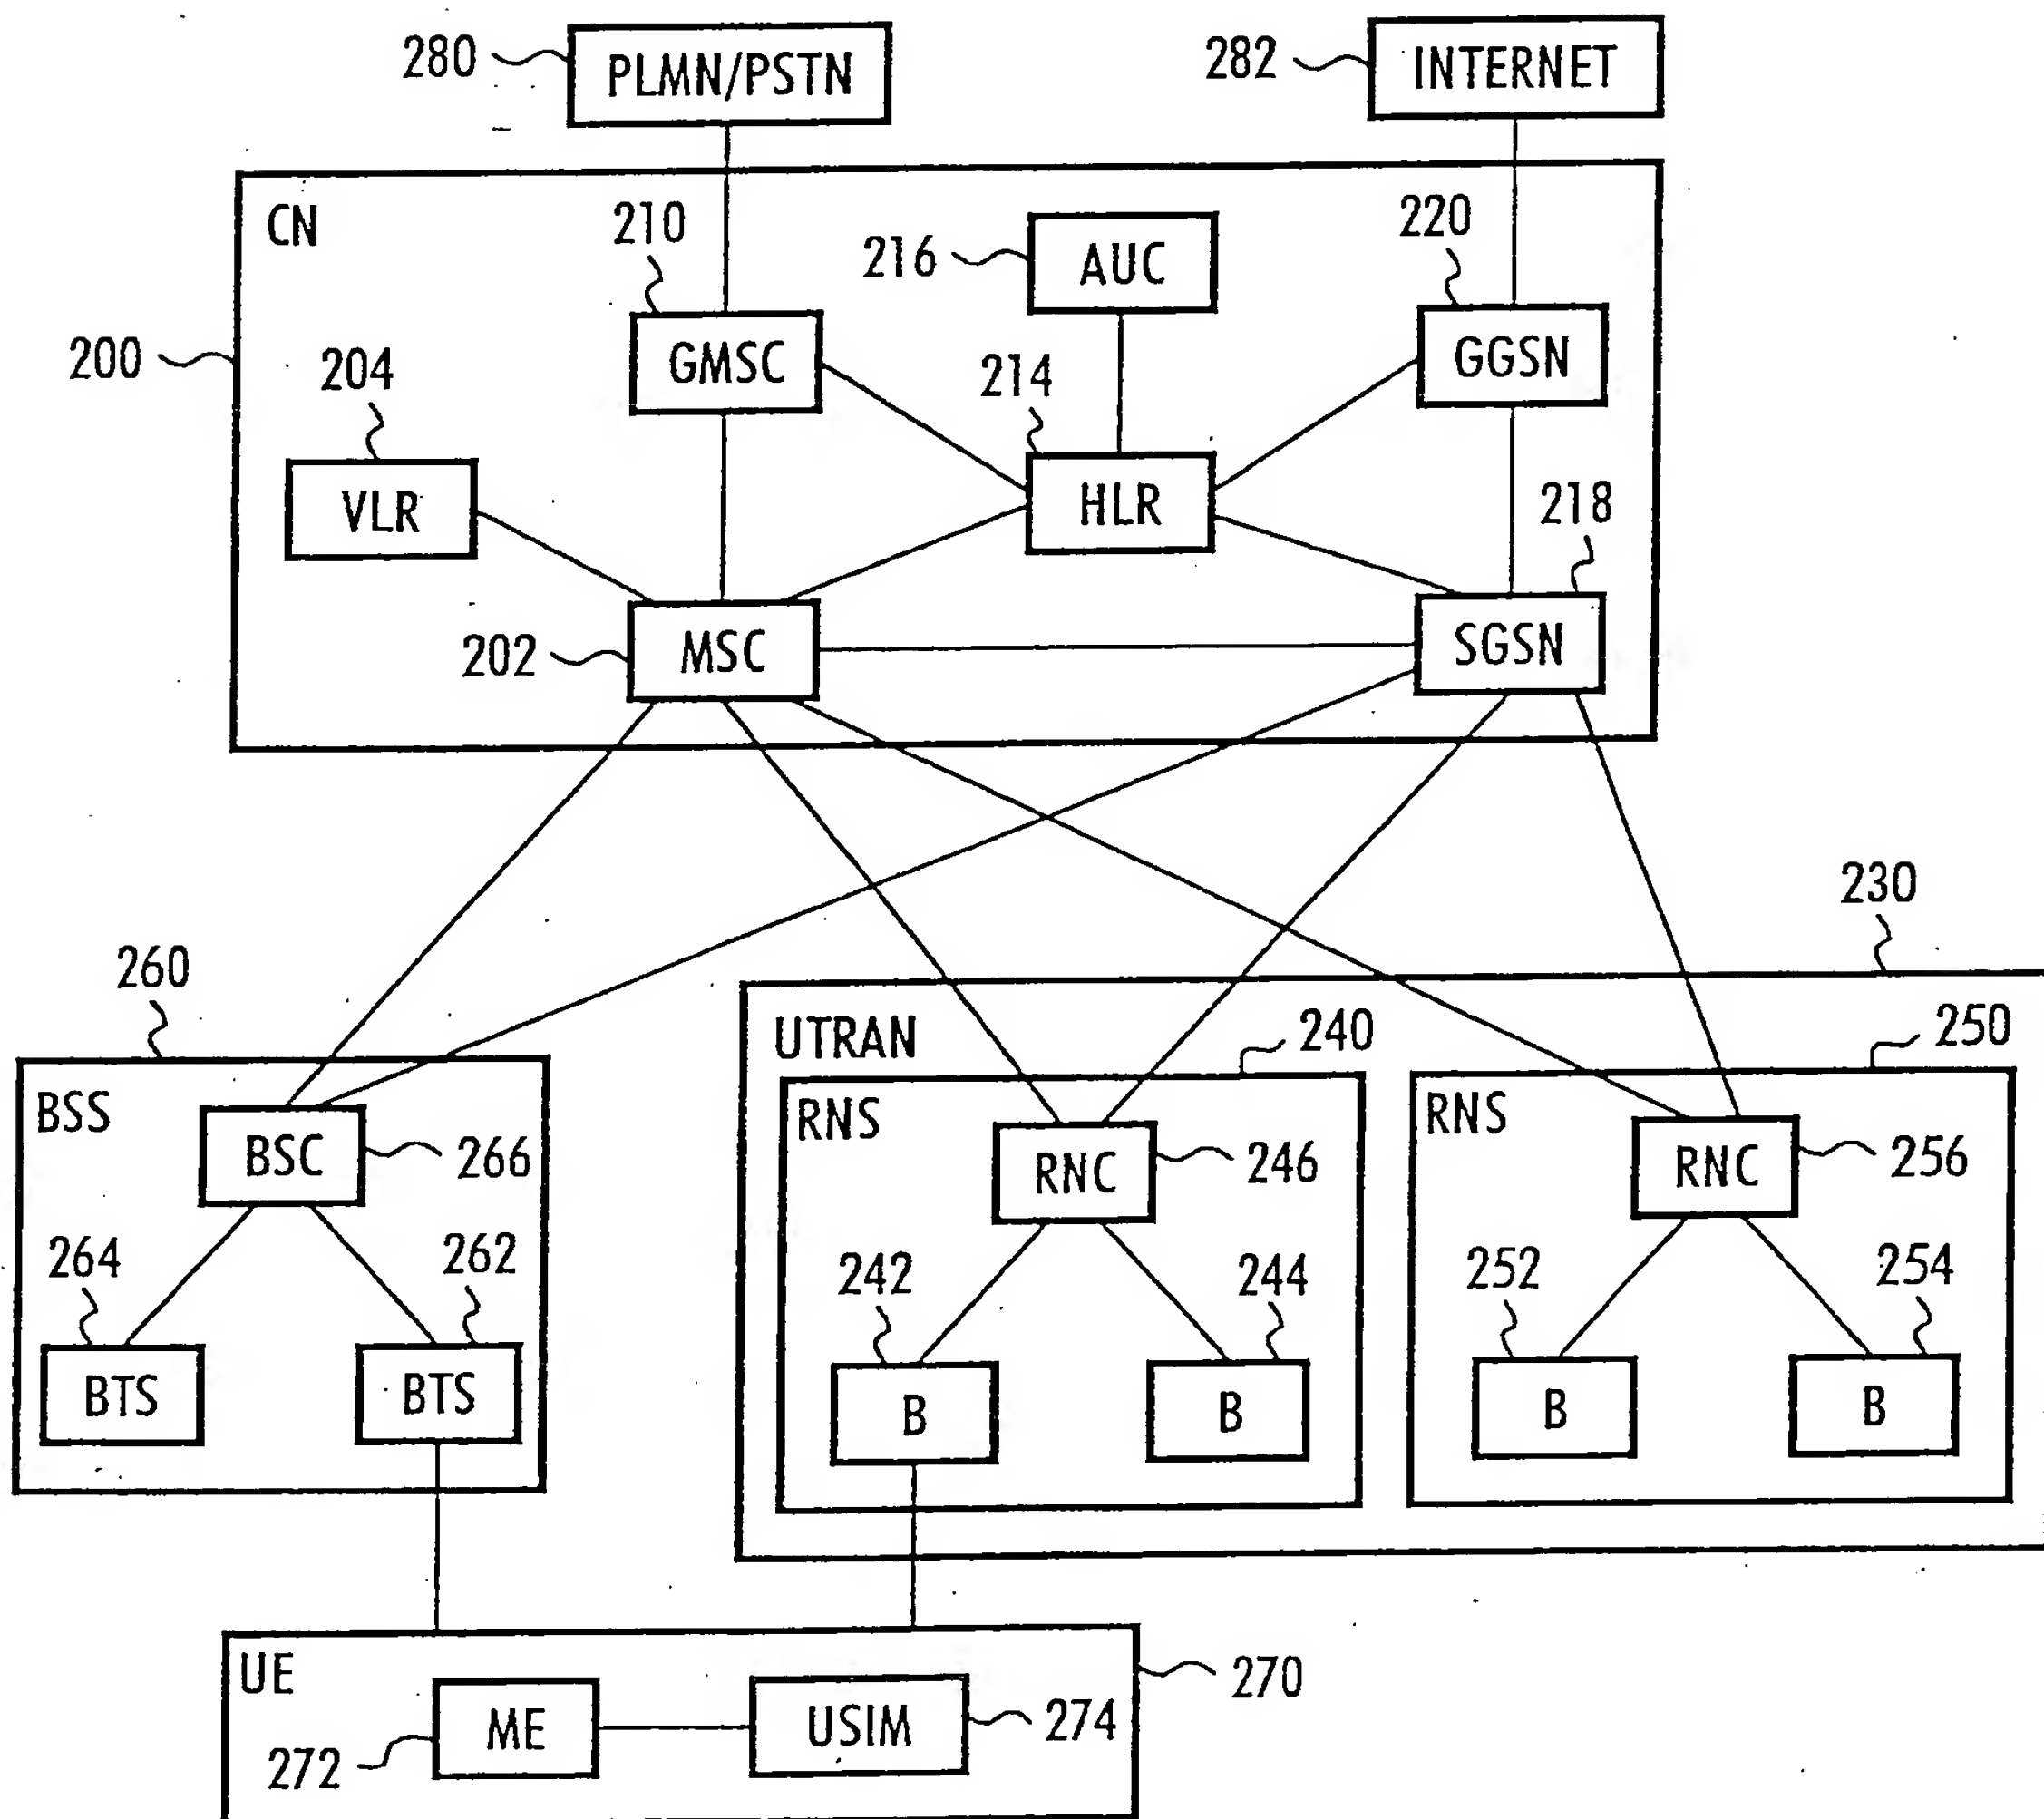 280 PLMN/PSTN
282 INTERNET
CN
210
216 AUC
220
200
204
GMSC
214
GGSN
VLR
HLR
218
202 MSC
SGSN
230
260
UTRAN
240
250
BSS
BSC 266
RNS
RNC 246
RNS
RNC 256
264
262
242
244
252
254
BTS
BTS
B
B
B
B
UE
270
272 ME
USIM 274